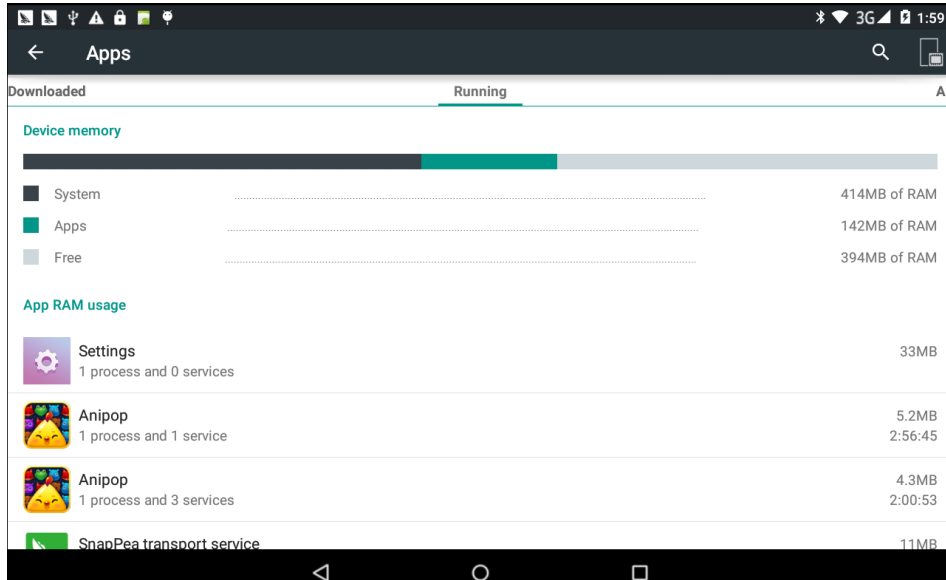 3G 1:59
Apps
Downloaded Running A
Device memory
System 414MB of RAM
Apps 142MB of RAM
Free 394MB of RAM
App RAM usage
Settings 33MB
1 process and 0 services
Anipop 5.2MB
1 process and 1 service 2:56:45
Anipop 4.3MB
1 process and 3 services 2:00:53
SnapPea transport service 11MB